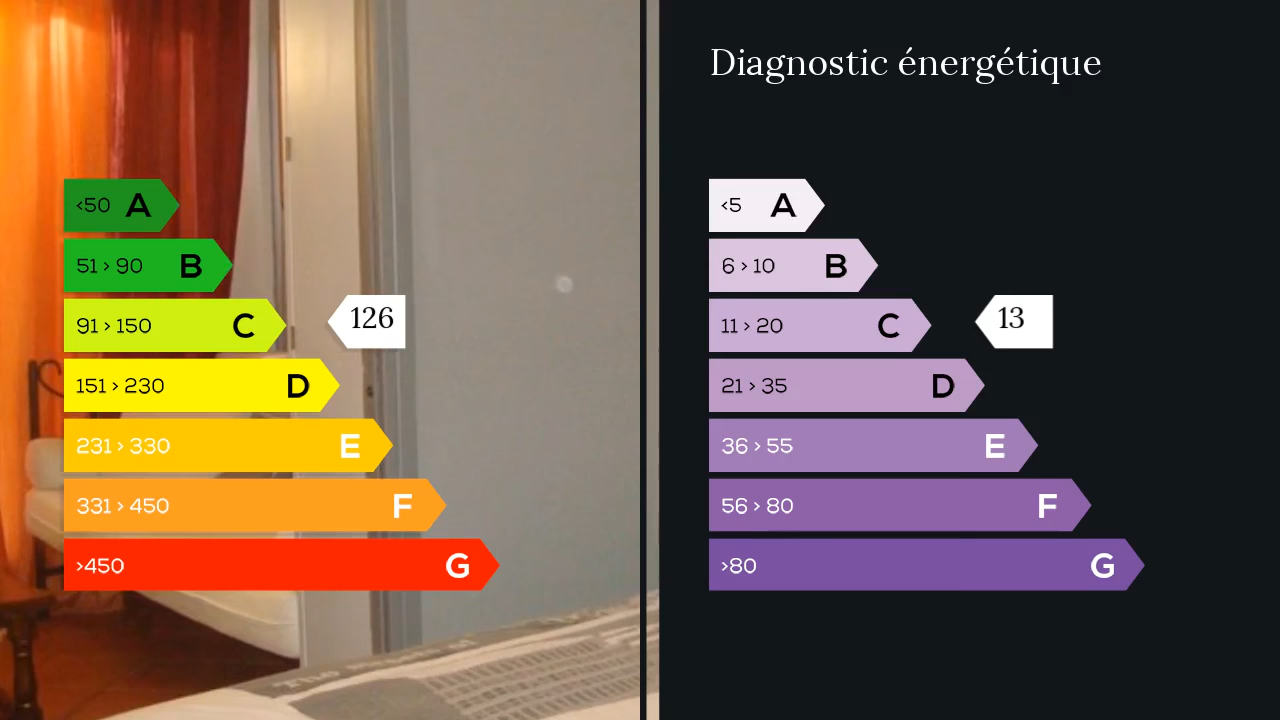 Diagnostic énergétique
<50 A
51 > 90 B
91 > 150 C
126
151 > 230 D
231 > 330 E
331 > 450 F
>450 G
<5 A
6 > 10 B
11 > 20 C
13
21 > 35 D
36 > 55 E
56 > 80 F
>80 G